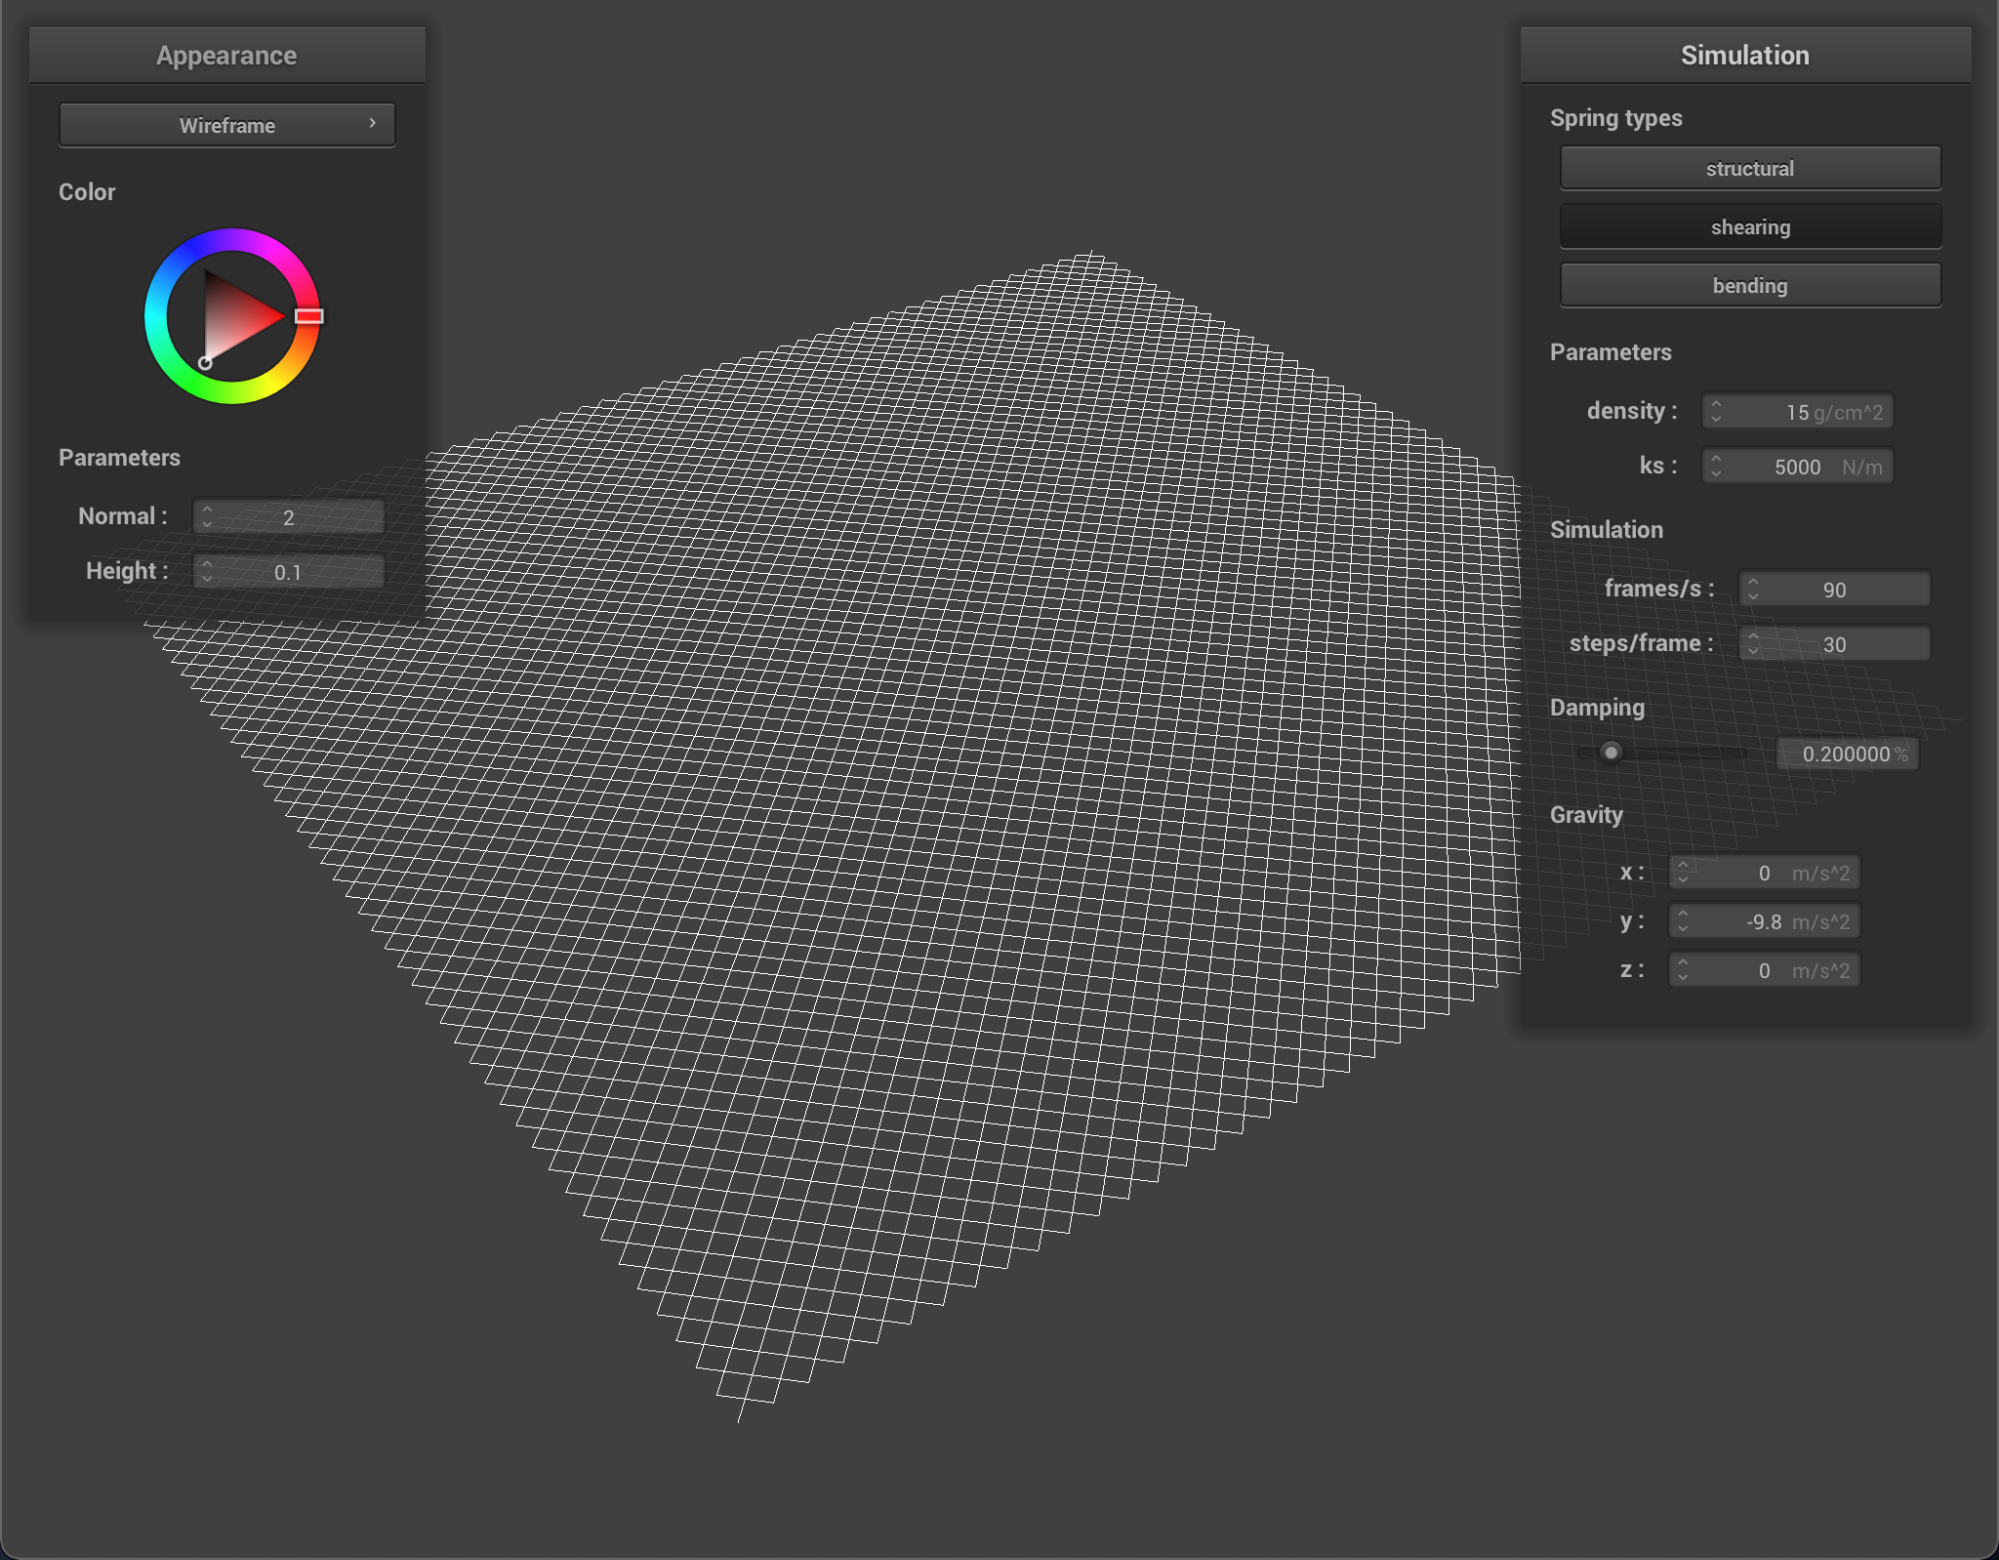 Appearance
Wireframe
Color
Parameters
Normal : 2
Height : 0.1
Simulation
Spring types
structural
shearing
bending
Parameters
density : 15 g/cm^2
ks : 5000 N/m
Simulation
frames/s : 90
steps/frame : 30
Damping
0.200000 %
Gravity
x : 0 m/s^2
y : -9.8 m/s^2
z : 0 m/s^2